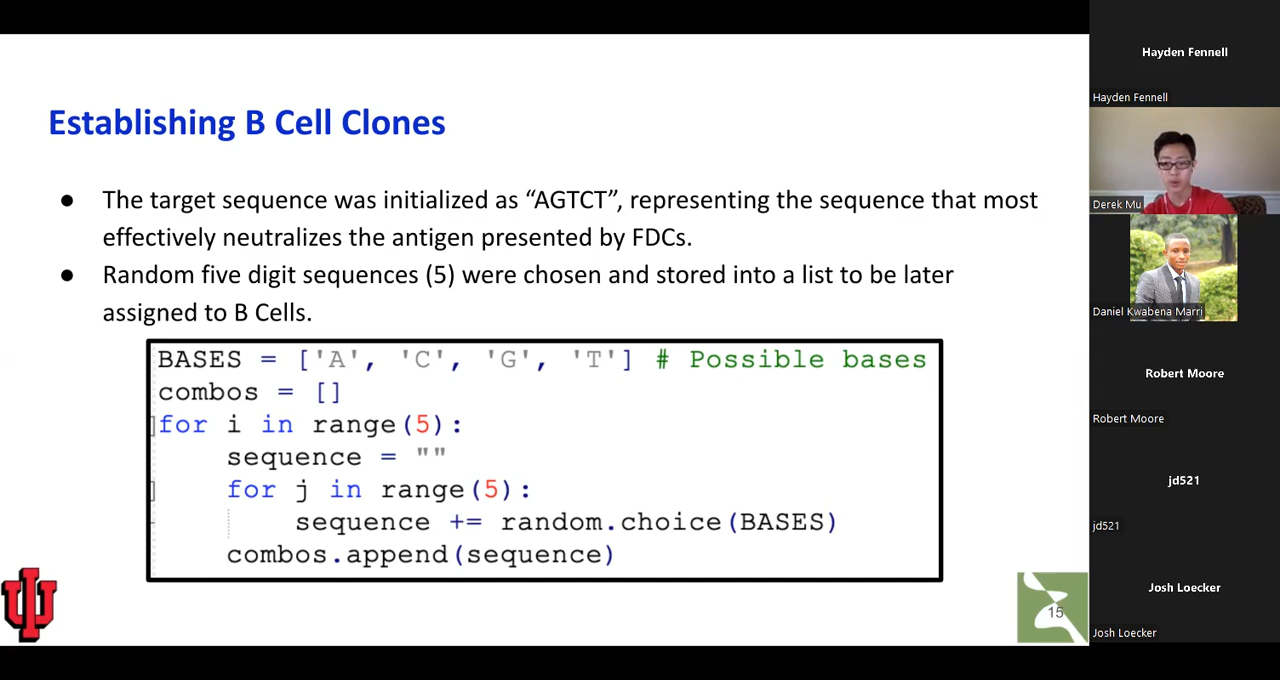 Establishing B Cell Clones
● The target sequence was initialized as “AGTCT”, representing the sequence that most
effectively neutralizes the antigen presented by FDCs.
● Random five digit sequences (5) were chosen and stored into a list to be later
assigned to B Cells.
BASES = ['A', 'C', 'G', 'T'] # Possible bases
combos = []
for i in range(5):
    sequence = ""
    for j in range(5):
        sequence += random.choice(BASES)
    combos.append(sequence)
15
Hayden Fennell
Hayden Fennell
Derek Mu
Daniel Kwabena Marri
Robert Moore
Robert Moore
jd521
jd521
Josh Loecker
Josh Loecker